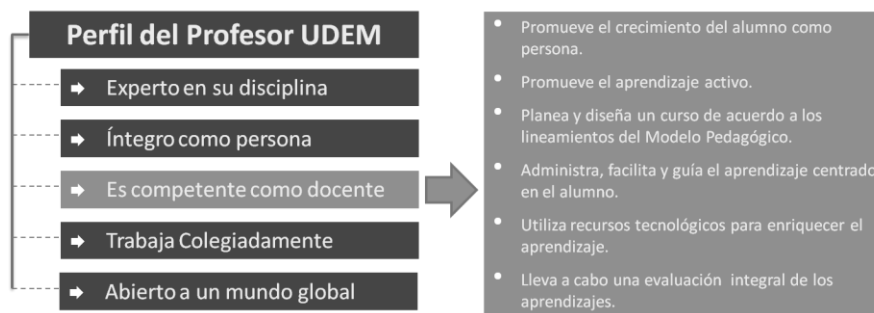 Perfil del Profesor UDEM
Experto en su disciplina
Íntegro como persona
Es competente como docente
Trabaja Colegiadamente
Abierto a un mundo global
• Promueve el crecimiento del alumno como
persona.
• Promueve el aprendizaje activo.
• Planea y diseña un curso de acuerdo a los
lineamientos del Modelo Pedagógico.
• Administra, facilita y guía el aprendizaje centrado
en el alumno.
• Utiliza recursos tecnológicos para enriquecer el
aprendizaje.
• Lleva a cabo una evaluación integral de los
aprendizajes.